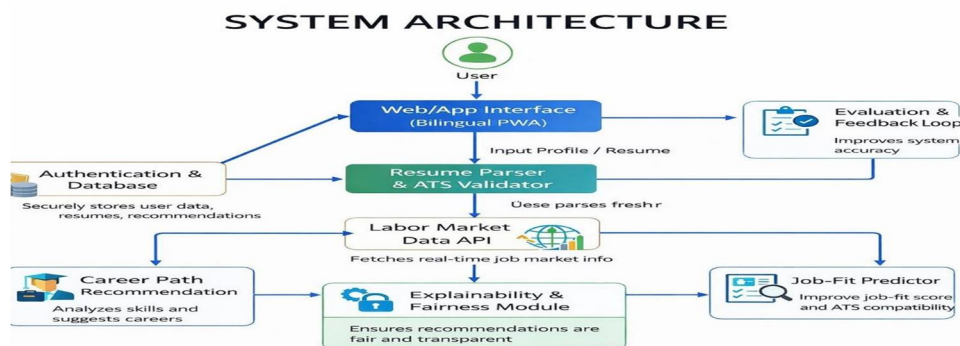 SYSTEM ARCHITECTURE
User
Web/App Interface
(Bilingual PWA)
Evaluation &
Feedback Loop
Improves system
accuracy
Input Profile / Resume
Authentication &
Database
Securely stores user data,
resumes, recommendations
Resume Parser
& ATS Validator
Üese parses freshr
Labor Market
Data API
Fetches real-time job market info
Career Path
Recommendation
Analyzes skills and
suggests careers
Explainability &
Fairness Module
Ensures recommendations are
fair and transparent
Job-Fit Predictor
Improve job-fit score
and ATS compatibility